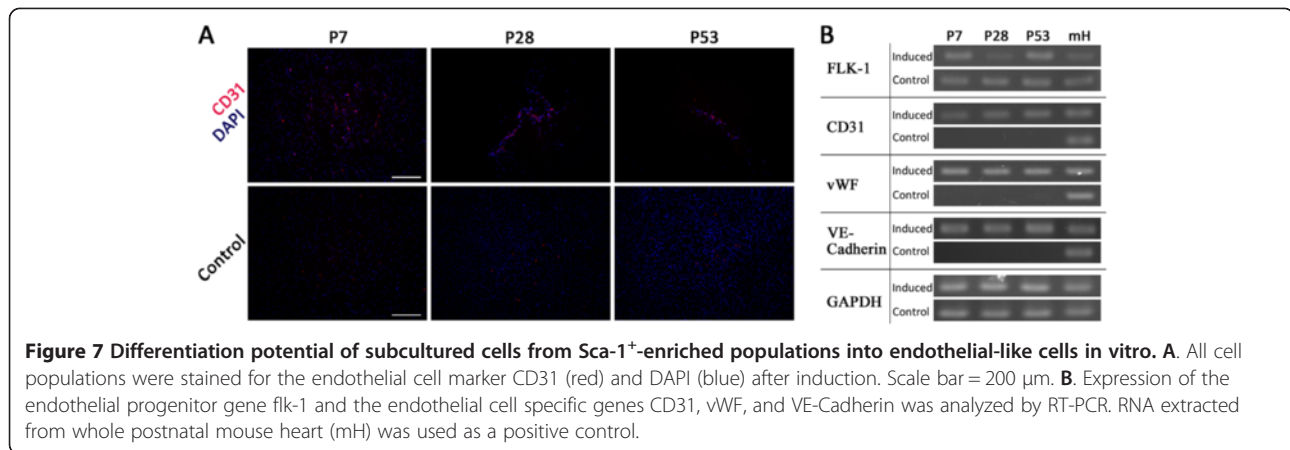 A
P7 P28 P53
CD31
DAPI
Control
B
P7 P28 P53 mH
FLK-1 Induced
Control
CD31 Induced
Control
vWF Induced
Control
VE-
Cadherin Induced
Control
GAPDH Induced
Control
Figure 7 Differentiation potential of subcultured cells from Sca-1⁺-enriched populations into endothelial-like cells in vitro. A. All cell
populations were stained for the endothelial cell marker CD31 (red) and DAPI (blue) after induction. Scale bar = 200 μm. B. Expression of the
endothelial progenitor gene flk-1 and the endothelial cell specific genes CD31, vWF, and VE-Cadherin was analyzed by RT-PCR. RNA extracted
from whole postnatal mouse heart (mH) was used as a positive control.